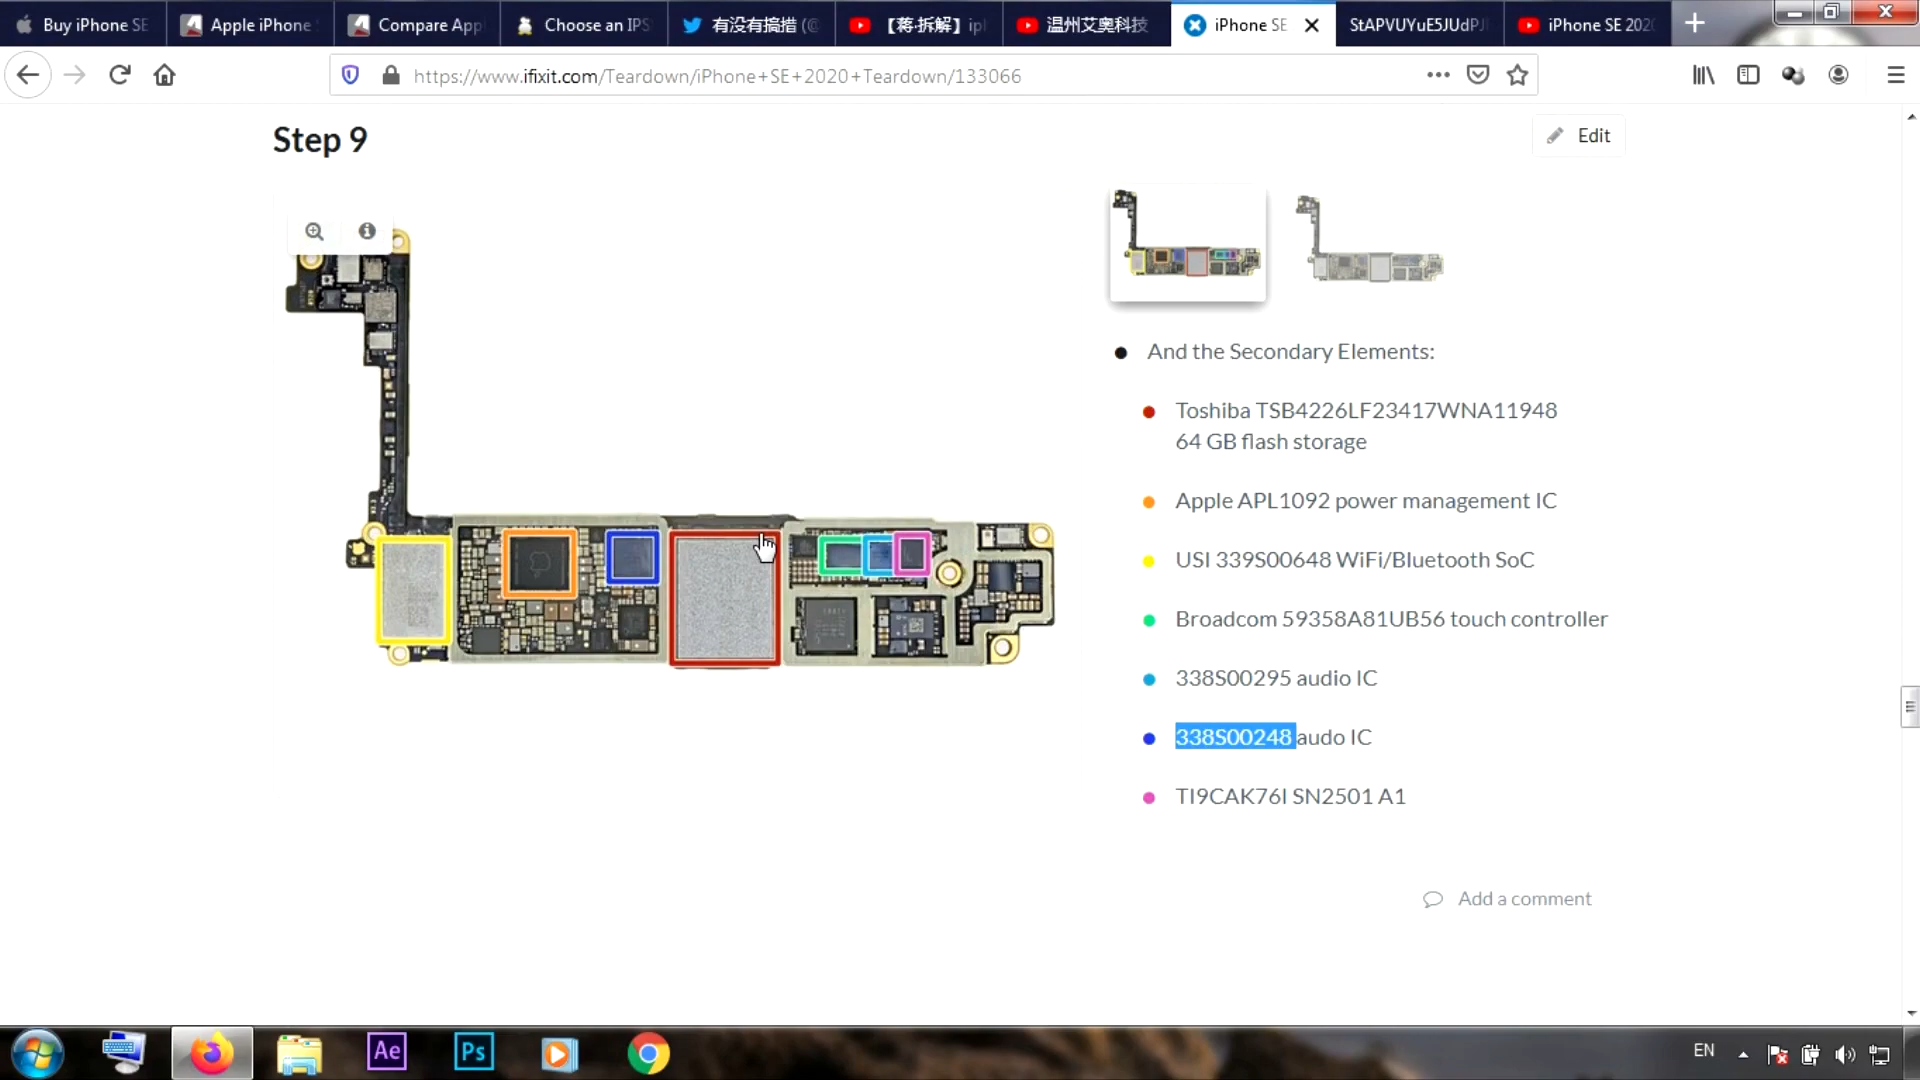 Buy iPhone SE
Apple iPhone
Compare App
Choose an IPS
有没有搞措 (@
【蒋·拆解】ip
温州艾奥科技
iPhone SE
StAPVUYuE5JUdPJ
iPhone SE 202
https://www.ifixit.com/Teardown/iPhone+SE+2020+Teardown/133066
Step 9
Edit
And the Secondary Elements:
Toshiba TSB4226LF23417WNA11948
64 GB flash storage
Apple APL1092 power management IC
USI 339S00648 WiFi/Bluetooth SoC
Broadcom 59358A81UB56 touch controller
338S00295 audio IC
338S00248 audo IC
TI9CAK76I SN2501 A1
Add a comment
Ae
Ps
EN